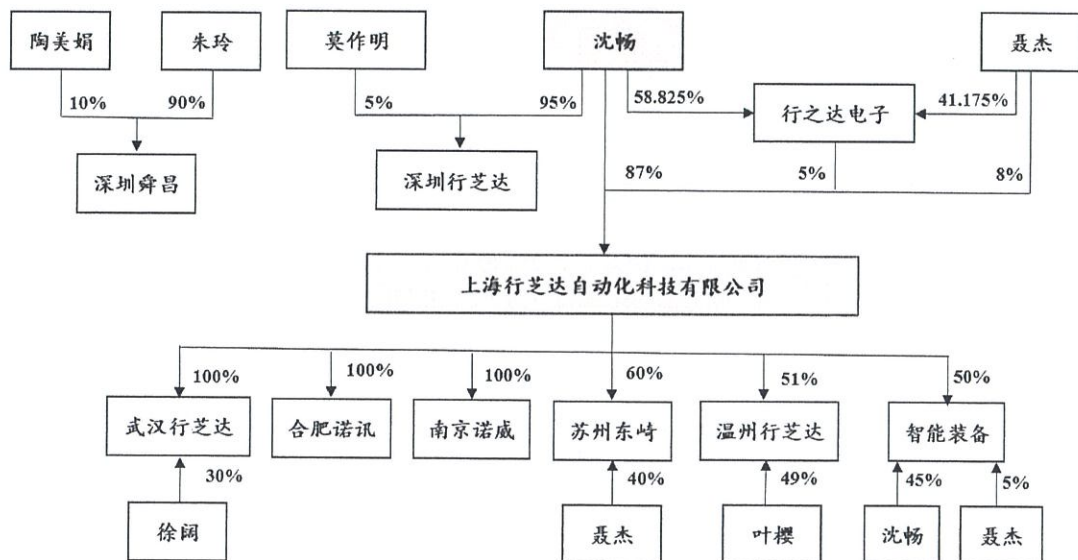 陶美娟 朱玲 莫作明 沈畅 聂杰
10% 90% 5% 95% 58.825% 41.175%
行之达电子
深圳舜昌 深圳行芝达
87% 5% 8%
上海行芝达自动化科技有限公司
100% 100% 100% 60% 51% 50%
武汉行芝达 合肥诺讯 南京诺威 苏州东崎 温州行芝达 智能装备
30% 40% 49% 45% 5%
徐阔 聂杰 叶樱 沈畅 聂杰